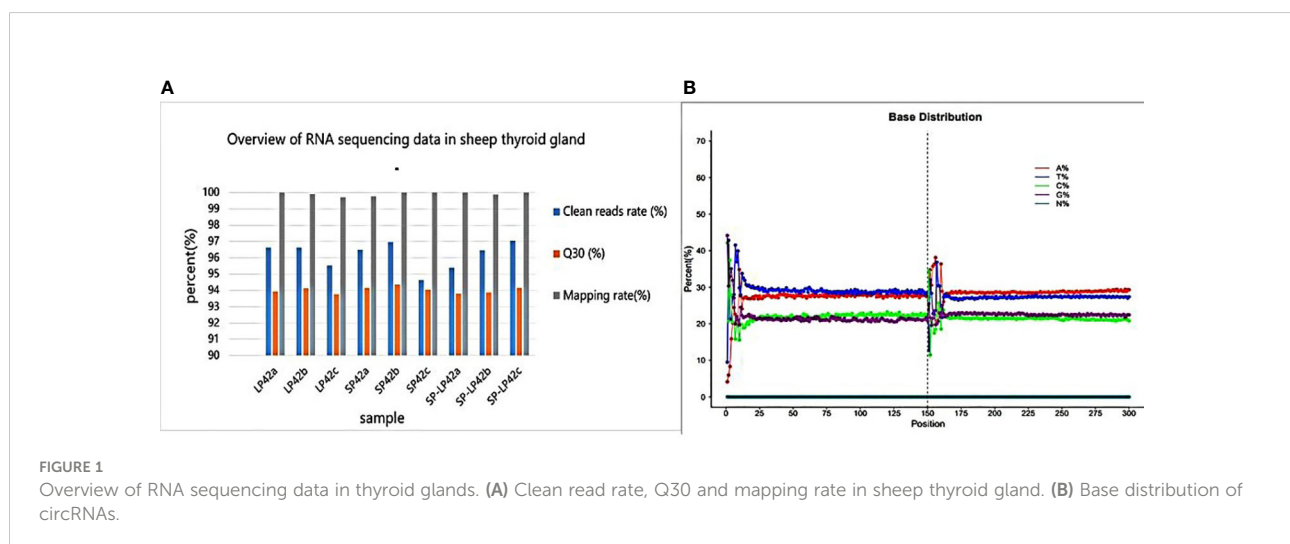 A
B
Overview of RNA sequencing data in sheep thyroid gland
percent(%)
100
99
98
97
96
95
94
93
92
91
90
LP42a
LP42b
LP42c
SP42a
SP42b
SP42c
SP-LP42a
SP-LP42b
SP-LP42c
sample
Clean reads rate (%)
Q30 (%)
Mapping rate(%)
Base Distribution
Percent(%)
70
60
50
40
30
20
10
0
A%
T%
C%
G%
N%
0 25 50 75 100 125 150 175 200 225 250 275 300
Position
FIGURE 1
Overview of RNA sequencing data in thyroid glands. (A) Clean read rate, Q30 and mapping rate in sheep thyroid gland. (B) Base distribution of
circRNAs.